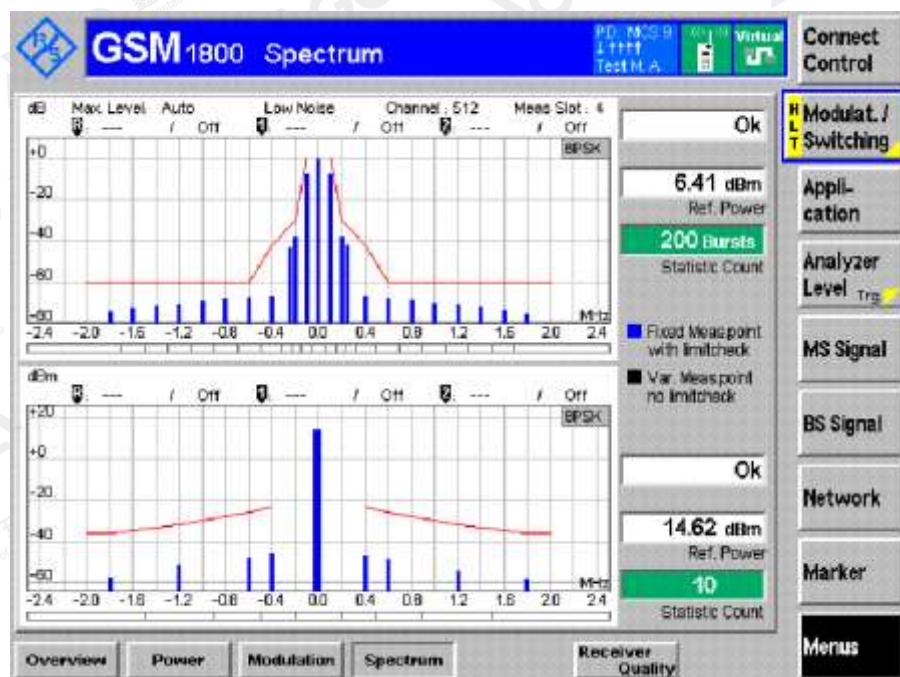 R&S
GSM 1800 Spectrum
PD: MCS 9
Test M. A
Virtual
Connect Control
dB Max. Level: Auto Low Noise Channel : 512 Meas Slot : 4
--- / Off --- / Off --- / Off
BPSK
+0
-20
-40
-60
-80
MHz
-2.4 -2.0 -1.6 -1.2 -0.8 -0.4 0.0 0.4 0.8 1.2 1.6 2.0 2.4
Ok
6.41 dBm
Ref. Power
200 Bursts
Statistic Count
Fixed Meas.point
with limitcheck
Var. Meas.point
no limitcheck
dBm
--- / Off --- / Off --- / Off
BPSK
+20
+0
-20
-40
-60
MHz
-2.4 -2.0 -1.6 -1.2 -0.8 -0.4 0.0 0.4 0.8 1.2 1.6 2.0 2.4
Ok
14.62 dBm
Ref. Power
10
Statistic Count
H L T
Modulat. /
Switching
Appli-
cation
Analyzer
Level Trg
MS Signal
BS Signal
Network
Marker
Menus
Overview
Power
Modulation
Spectrum
Receiver
Quality